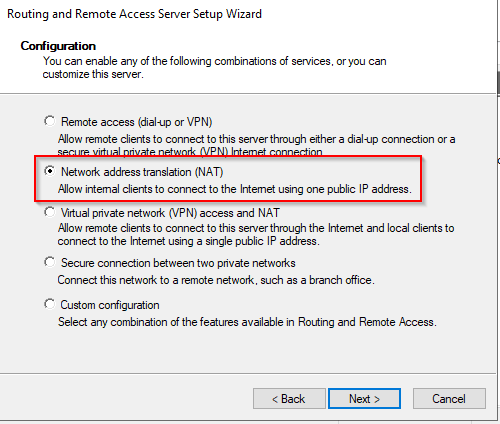 Routing and Remote Access Server Setup Wizard
Configuration
You can enable any of the following combinations of services, or you can
customize this server.
Remote access (dial-up or VPN)
Allow remote clients to connect to this server through either a dial-up connection or a
secure virtual private network (VPN) Internet connection.
Network address translation (NAT)
Allow internal clients to connect to the Internet using one public IP address.
Virtual private network (VPN) access and NAT
Allow remote clients to connect to this server through the Internet and local clients to
connect to the Internet using a single public IP address.
Secure connection between two private networks
Connect this network to a remote network, such as a branch office.
Custom configuration
Select any combination of the features available in Routing and Remote Access.
< Back Next > Cancel